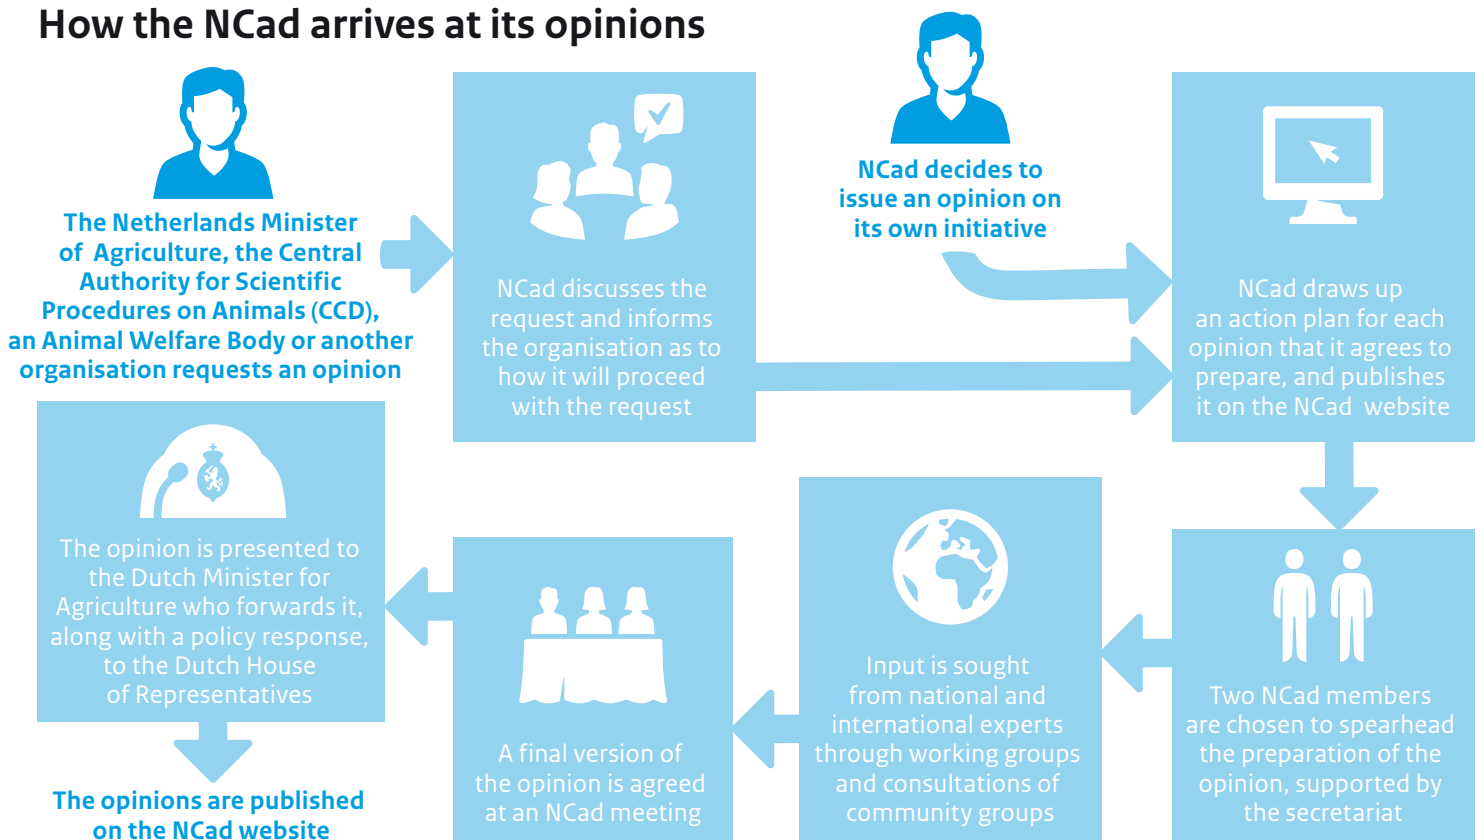 How the NCad arrives at its opinions
The Netherlands Minister
of Agriculture, the Central
Authority for Scientific
Procedures on Animals (CCD),
an Animal Welfare Body or another
organisation requests an opinion
NCad discusses the
request and informs
the organisation as to
how it will proceed
with the request
NCad decides to
issue an opinion on
its own initiative
NCad draws up
an action plan for each
opinion that it agrees to
prepare, and publishes
it on the NCad website
Two NCad members
are chosen to spearhead
the preparation of the
opinion, supported by
the secretariat
Input is sought
from national and
international experts
through working groups
and consultations of
community groups
A final version of
the opinion is agreed
at an NCad meeting
The opinion is presented to
the Dutch Minister for
Agriculture who forwards it,
along with a policy response,
to the Dutch House
of Representatives
The opinions are published
on the NCad website